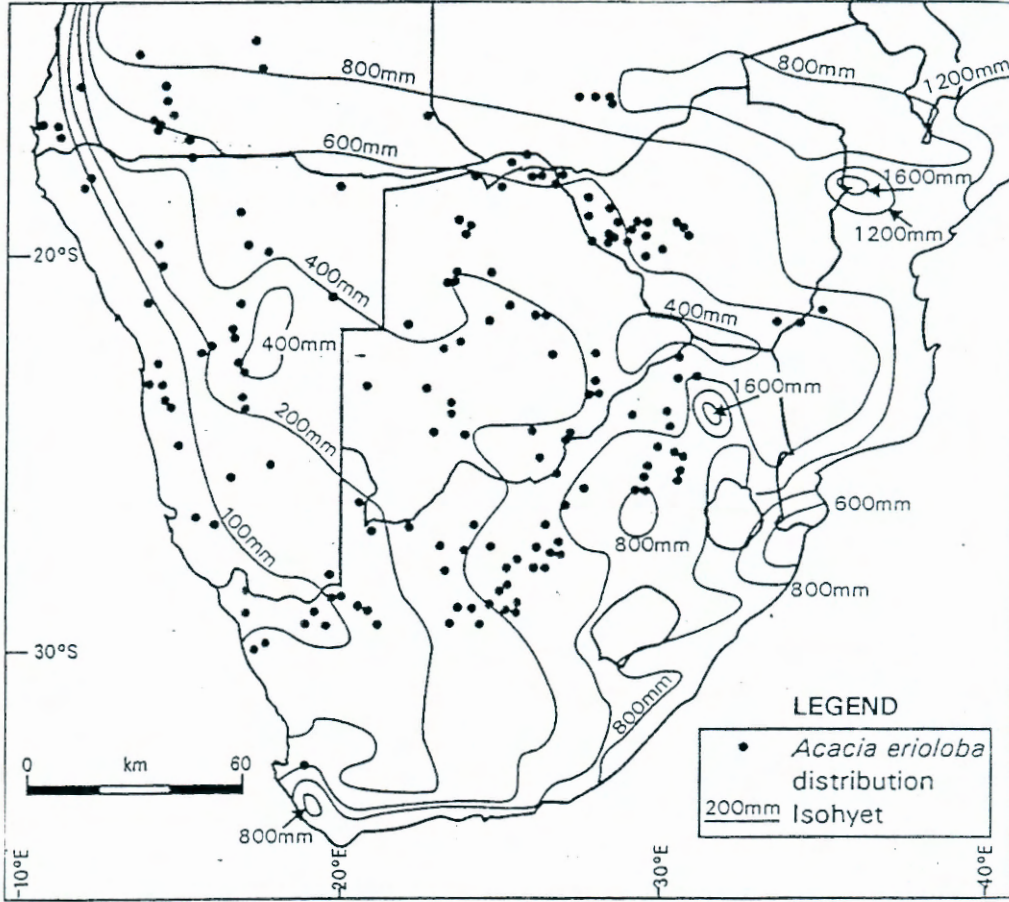 800mm
800mm
1200mm
600mm
1600mm
1200mm
20°S
400mm
400mm
400mm
1600mm
200mm
100mm
600mm
800mm
800mm
30°S
800mm
LEGEND
Acacia erioloba
distribution
200mm Isohyet
0 km 60
800mm
10°E
20°E
30°E
40°E